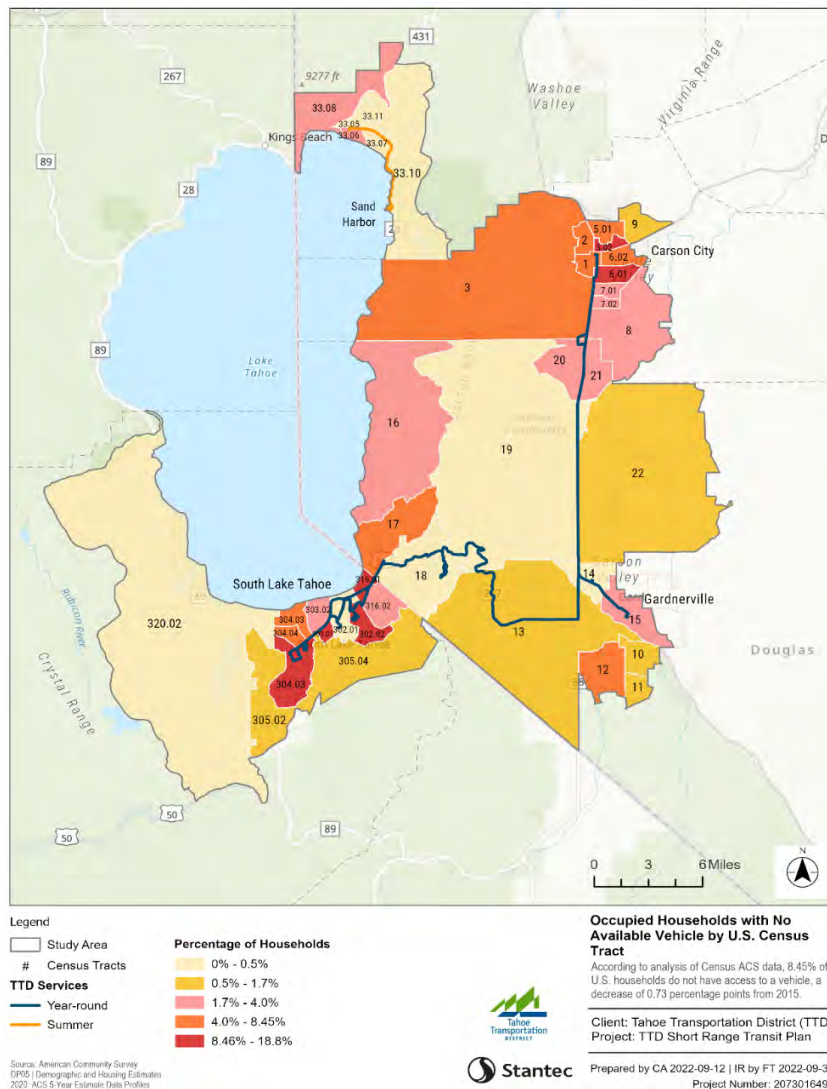 431
267
9277 ft
Washoe
Valley
Virginia Range
33.08
33.11
33.05
Kings Beach
33.06
33.07
89
33.10
28
Sand
Harbor
9
5.01
2
Carson City
6.02
1
6.01
3
7.01
7.02
8
89
Lake
Tahoe
20
21
16
19
22
17
South Lake Tahoe
18
14
316.01
303.02
316.02
Gardnerville
15
320.02
304.03
304.04
302.01
302.02
13
Rubicon River
305.04
10
12
Douglas
304.03
11
Crystal Range
305.02
50
50
89
N
0 3 6 Miles
Legend
Study Area
# Census Tracts
TTD Services
Year-round
Summer
Percentage of Households
0% - 0.5%
0.5% - 1.7%
1.7% - 4.0%
4.0% - 8.45%
8.46% - 18.8%
Source: American Community Survey
DP05 | Demographic and Housing Estimates
2020 ACS 5-Year Estimate Data Profiles
Tahoe
Transportation
DISTRICT
Stantec
Occupied Households with No
Available Vehicle by U.S. Census
Tract
According to analysis of Census ACS data, 8.45% of
U.S. households do not have access to a vehicle, a
decrease of 0.73 percentage points from 2015.
Client: Tahoe Transportation District (TTD
Project: TTD Short Range Transit Plan
Prepared by CA 2022-09-12 | IR by FT 2022-09-3
Project Number: 207301648